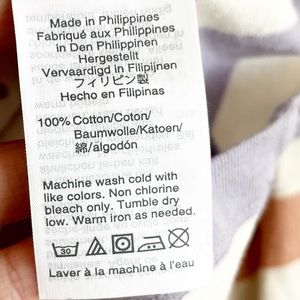 Made in Philippines
Fabriqué aux Philippines
in Den Philippinen
Hergestellt
Vervaardigd in Filipijnen
フィリピン製
Hecho en Filipinas
100% Cotton/Coton/
Baumwolle/Katoen/
綿/algodón
Machine wash cold with
like colors. Non chlorine
bleach only. Tumble dry
low. Warm iron as needed.
30
Laver à la machine à l'eau